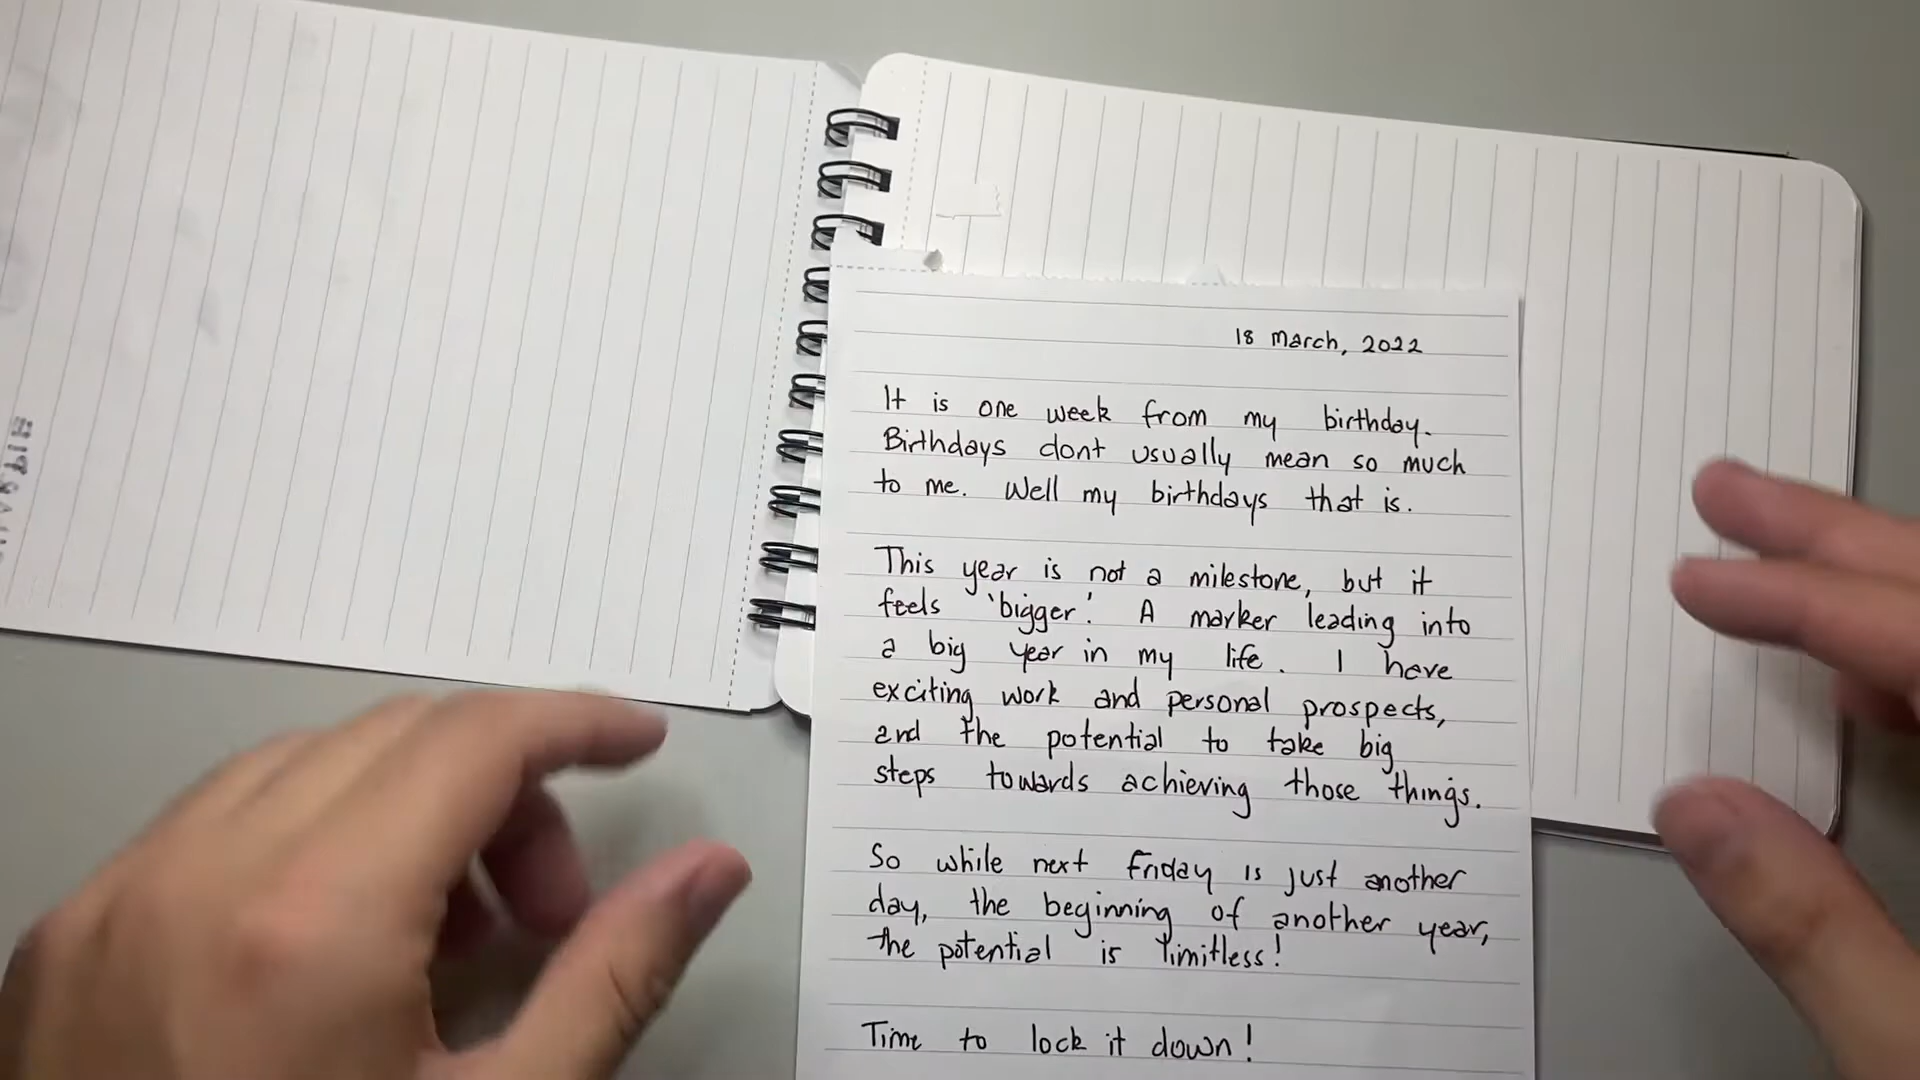 18 March, 2022
It is one week from my birthday.
Birthdays dont usually mean so much
to me. Well my birthdays that is.
This year is not a milestone, but it
feels 'bigger'. A marker leading into
a big year in my life. I have
exciting work and personal prospects,
and the potential to take big
steps towards achieving those things.
So while next Friday is just another
day, the beginning of another year,
the potential is limitless!
Time to lock it down!